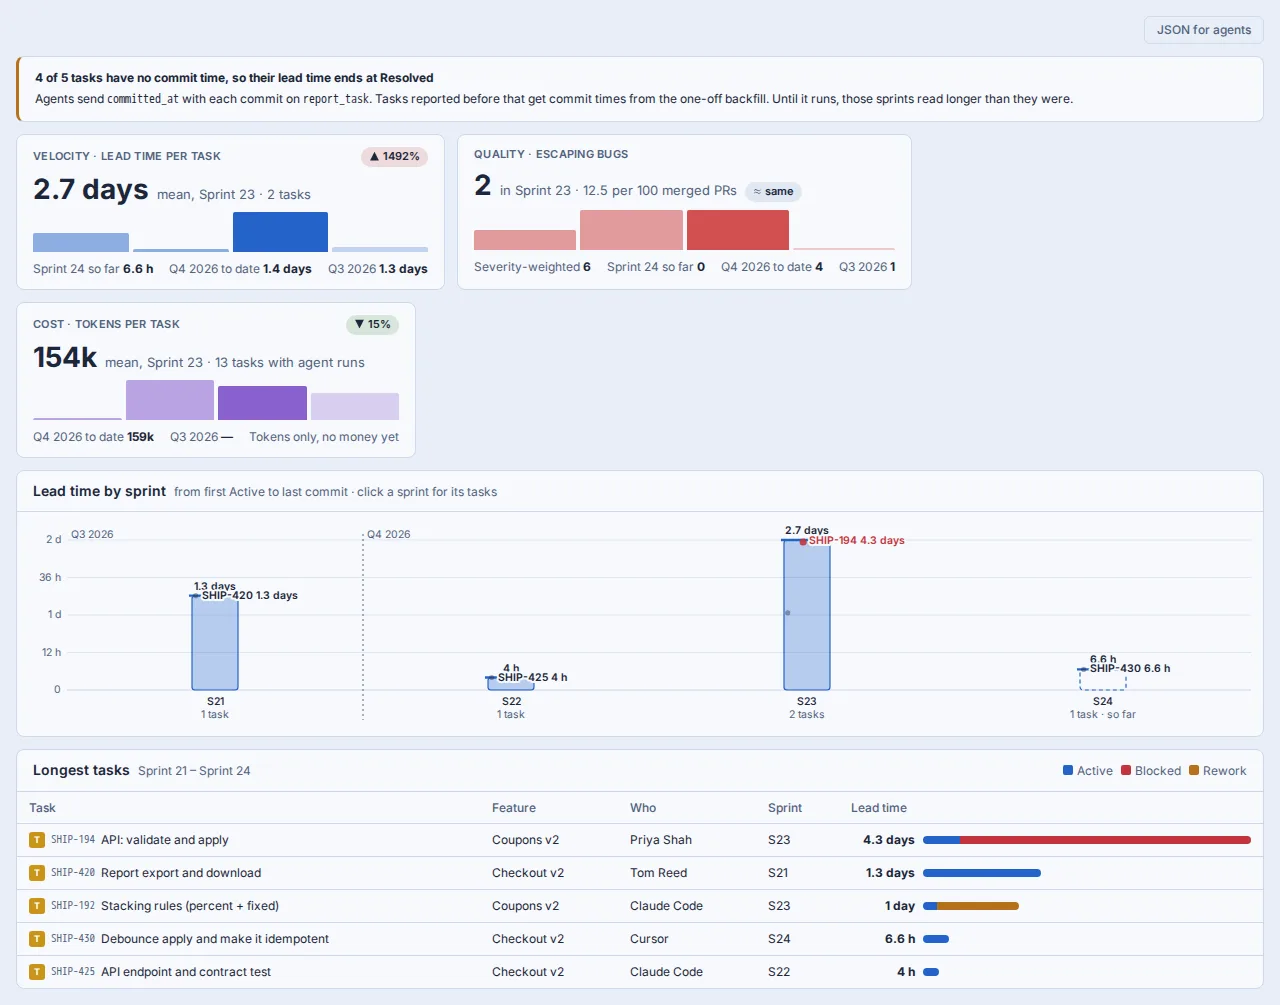 JSON for agents
4 of 5 tasks have no commit time, so their lead time ends at Resolved
Agents send committed_at with each commit on report_task. Tasks reported before that get commit times from the one-off backfill. Until it runs, those sprints read longer than they were.
VELOCITY · LEAD TIME PER TASK
▲ 1492%
2.7 days mean, Sprint 23 · 2 tasks
Sprint 24 so far 6.6 h Q4 2026 to date 1.4 days Q3 2026 1.3 days
QUALITY · ESCAPING BUGS
2 in Sprint 23 · 12.5 per 100 merged PRs ≈ same
Severity-weighted 6 Sprint 24 so far 0 Q4 2026 to date 4 Q3 2026 1
COST · TOKENS PER TASK
▼ 15%
154k mean, Sprint 23 · 13 tasks with agent runs
Q4 2026 to date 159k Q3 2026 — Tokens only, no money yet
Lead time by sprint from first Active to last commit · click a sprint for its tasks
Q3 2026
Q4 2026
2 d
36 h
1 d
12 h
0
1.3 days
SHIP-420 1.3 days
4 h
SHIP-425 4 h
2.7 days
SHIP-194 4.3 days
6.6 h
SHIP-430 6.6 h
S21
1 task
S22
1 task
S23
2 tasks
S24
1 task · so far
Longest tasks Sprint 21 – Sprint 24
Active Blocked Rework
Task Feature Who Sprint Lead time
T SHIP-194 API: validate and apply Coupons v2 Priya Shah S23 4.3 days
T SHIP-420 Report export and download Checkout v2 Tom Reed S21 1.3 days
T SHIP-192 Stacking rules (percent + fixed) Coupons v2 Claude Code S23 1 day
T SHIP-430 Debounce apply and make it idempotent Checkout v2 Cursor S24 6.6 h
T SHIP-425 API endpoint and contract test Checkout v2 Claude Code S22 4 h